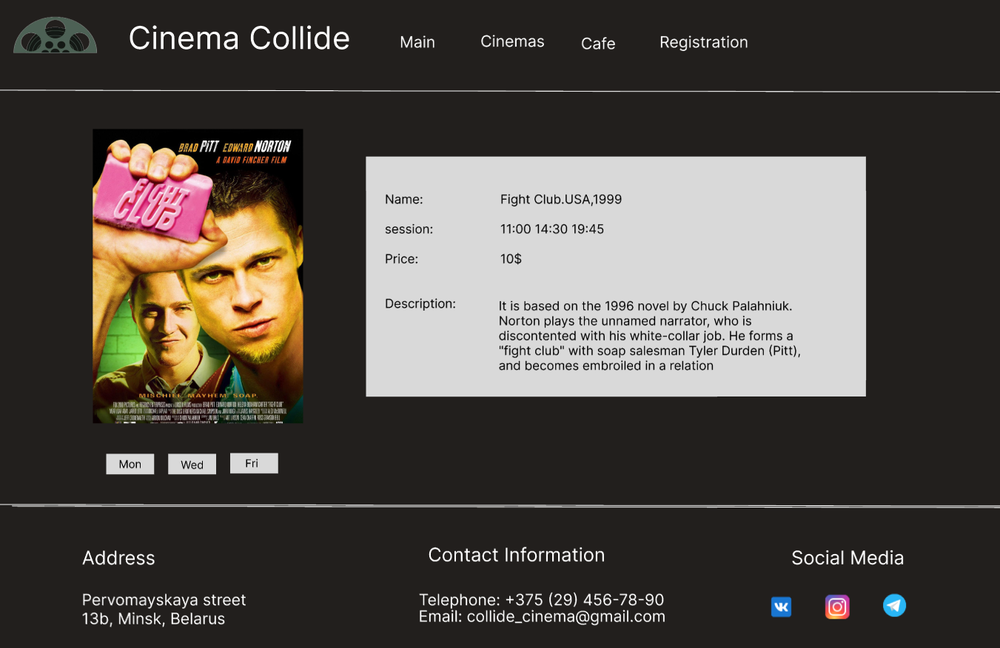 Cinema Collide
Main
Cinemas
Cafe
Registration
BRAD PITT EDWARD NORTON
A DAVID FINCHER FILM
FIGHT
CLUB
MISCHIEF. MAYHEM. SOAP.
Name: Fight Club.USA,1999
session: 11:00 14:30 19:45
Price: 10$
Description: It is based on the 1996 novel by Chuck Palahniuk.
Norton plays the unnamed narrator, who is
discontented with his white-collar job. He forms a
"fight club" with soap salesman Tyler Durden (Pitt),
and becomes embroiled in a relation
Mon
Wed
Fri
Address
Pervomayskaya street
13b, Minsk, Belarus
Contact Information
Telephone: +375 (29) 456-78-90
Email: collide_cinema@gmail.com
Social Media